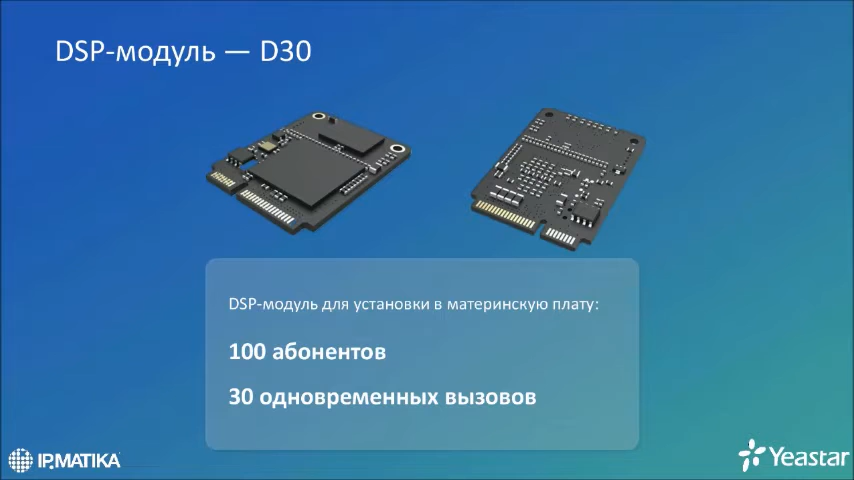 DSP-модуль — D30
DSP-модуль для установки в материнскую плату:
100 абонентов
30 одновременных вызовов
IP.MATIKA
Yeastar